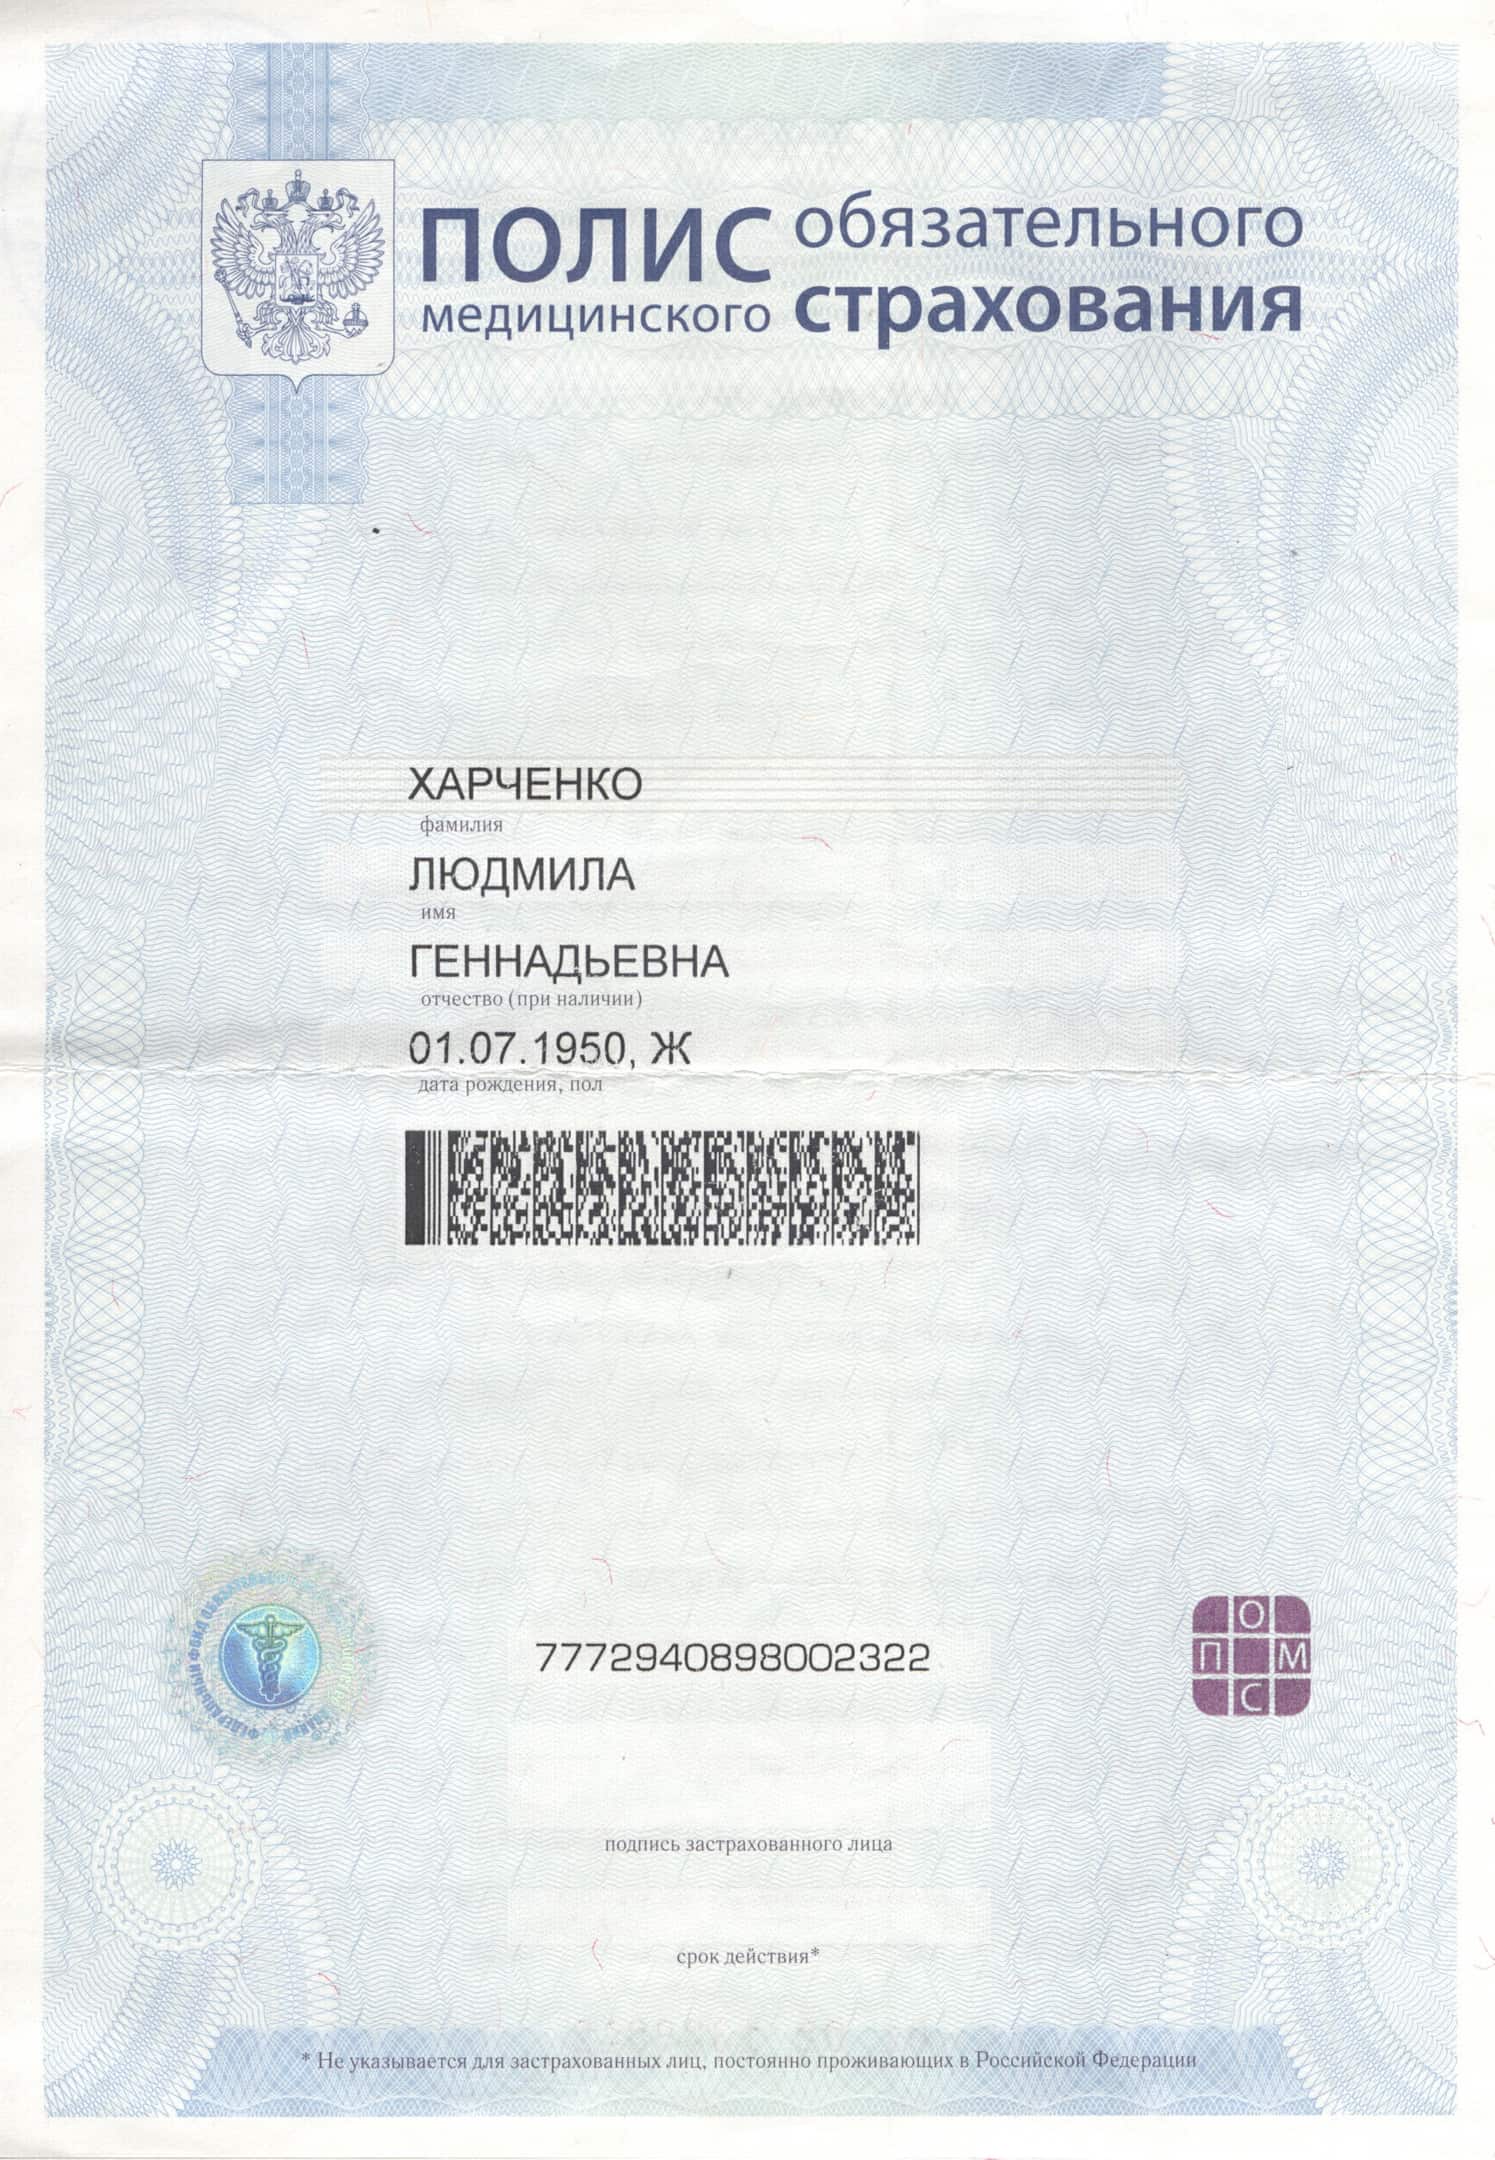 ПОЛИС обязательного
медицинского страхования
ХАРЧЕНКО
фамилия
ЛЮДМИЛА
имя
ГЕННАДЬЕВНА
отчество (при наличии)
01.07.1950, Ж
дата рождения, пол
7772940898002322
О
П М
С
подпись застрахованного лица
срок действия*
* Не указывается для застрахованных лиц, постоянно проживающих в Российской Федерации